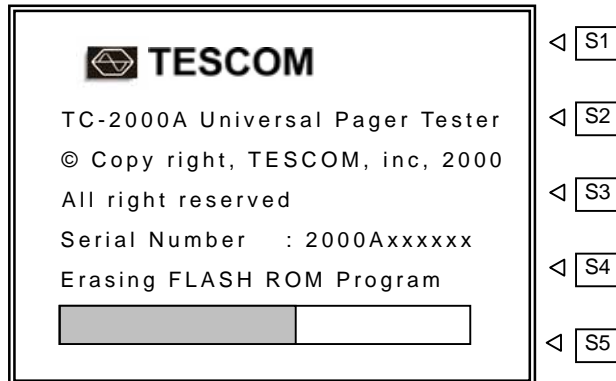 TESCOM
TC-2000A Universal Pager Tester
© Copy right, TESCOM, inc, 2000
All right reserved
Serial Number : 2000Axxxxxx
Erasing FLASH ROM Program
S1
S2
S3
S4
S5